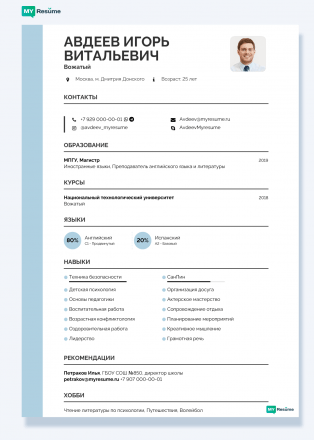 MY Resume
АВДЕЕВ ИГОРЬ
ВИТАЛЬЕВИЧ
Вожатый
Москва, м. Дмитрия Донского Возраст: 25 лет
КОНТАКТЫ
+7 929 000-00-01 Avdeev@myresume.ru
@avdeev_myresume AvdeevMyresume
ОБРАЗОВАНИЕ
МПГУ, Магистр 2019
Иностранные языки. Преподаватель английского языка и литературы
КУРСЫ
Национальный технологический университет 2018
Вожатый
ЯЗЫКИ
80% Английский
C1 - Продвинутый
20% Испанский
A2 - Базовый
НАВЫКИ
Техника безопасности СанПин
Детская психология Организация досуга
Основы педагогики Актерское мастерство
Воспитательная работа Сопровождение отдыха
Возрастная конфликтология Планирование мероприятий
Оздоровительная работа Креативное мышление
Лидерство Грамотная речь
РЕКОМЕНДАЦИИ
Петраков Илья, ГБОУ СОШ №850, директор школы
petrakov@myresume.ru +7 907 000-00-01
ХОББИ
Чтение литературы по психологии. Путешествия. Волейбол
MY Resume